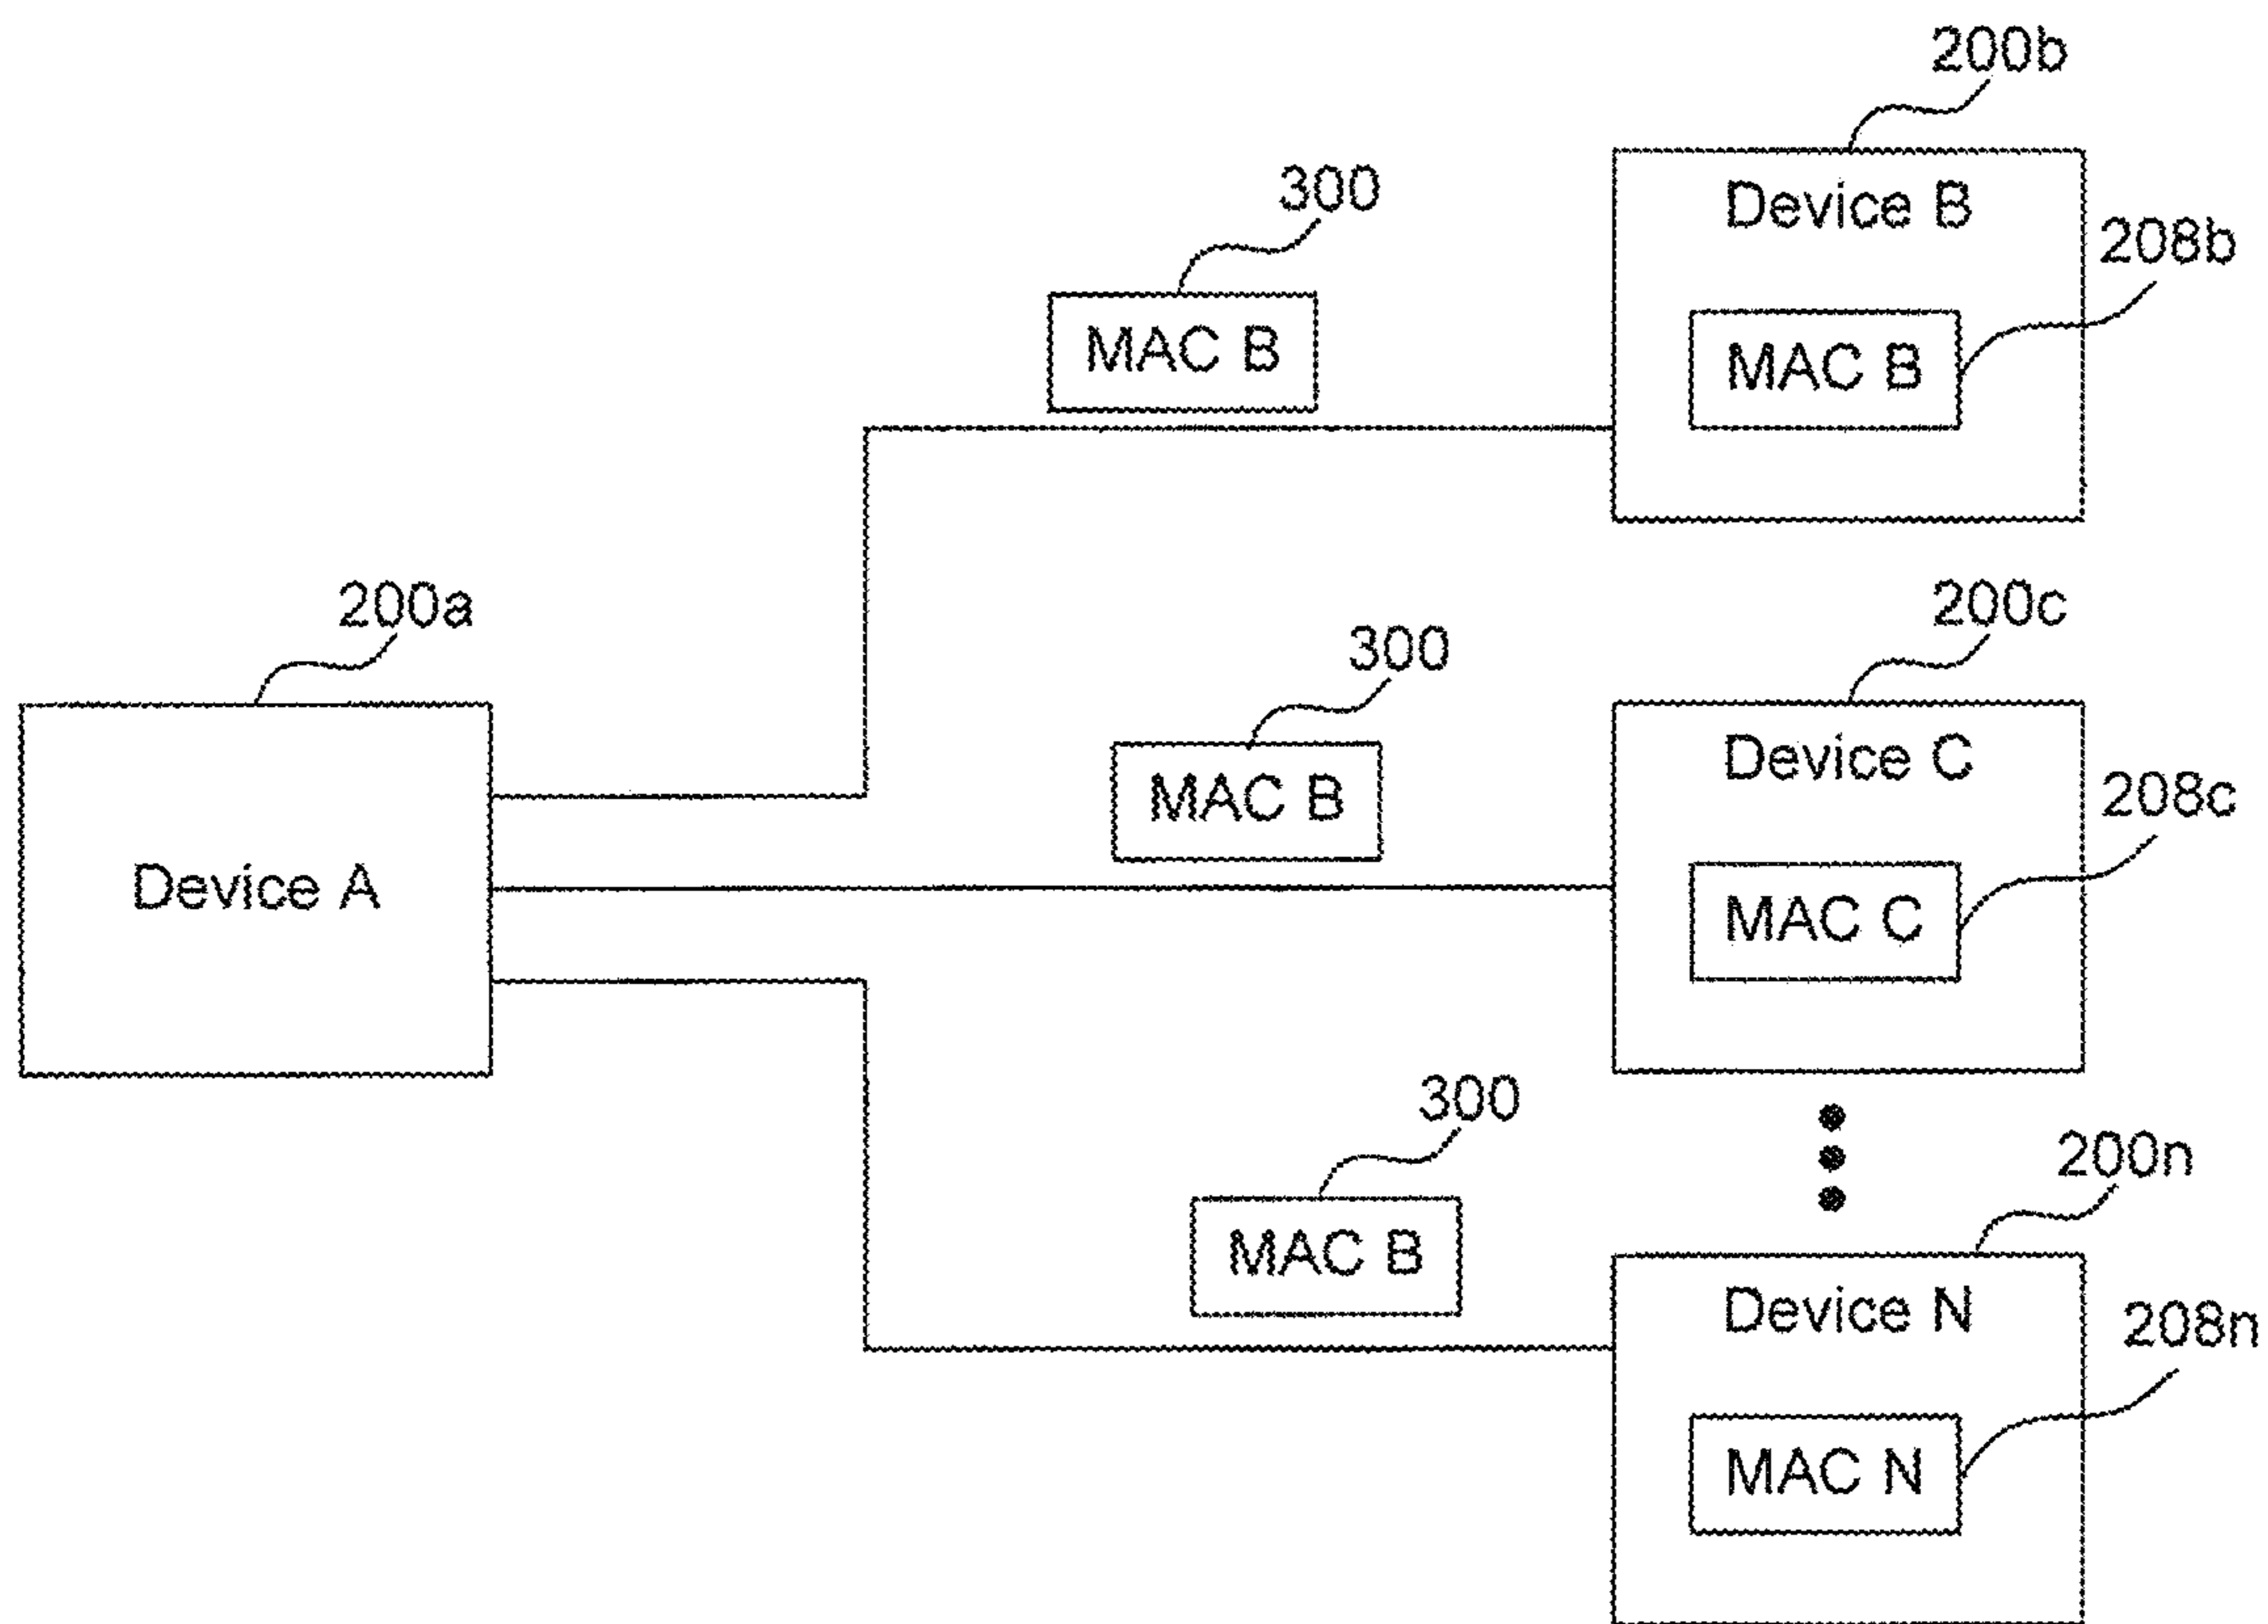 200b
300
Device B
208b
MAC B
MAC B
200a
300
200c
Device C
MAC B
208c
Device A
MAC C
300
200n
MAC B
Device N
208n
MAC N